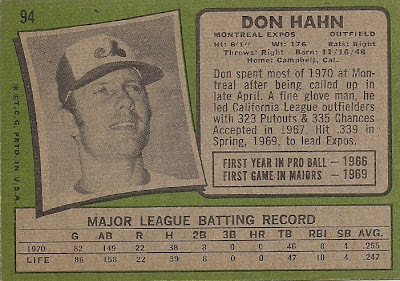 94
DON HAHN
MONTREAL EXPOS OUTFIELD
Ht: 6'1" Wt: 176 Bats: Right
Throws: Right Born: 11/16/48
Home: Campbell, Cal.
Don spent most of 1970 at Mon-
treal after being called up in
late April. A fine glove man, he
led California League outfielders
with 323 Putouts & 335 Chances
Accepted in 1967. Hit .339 in
Spring, 1969, to lead Expos.
FIRST YEAR IN PRO BALL – 1966
FIRST GAME IN MAJORS – 1969
* © T.C.G. PRTD. IN U.S.A.
MAJOR LEAGUE BATTING RECORD
G AB R H 2B 3B HR TB RBI SB AVG.
1970 82 149 22 38 8 0 0 46 8 4 .255
LIFE 86 158 22 39 8 0 0 47 10 4 .247